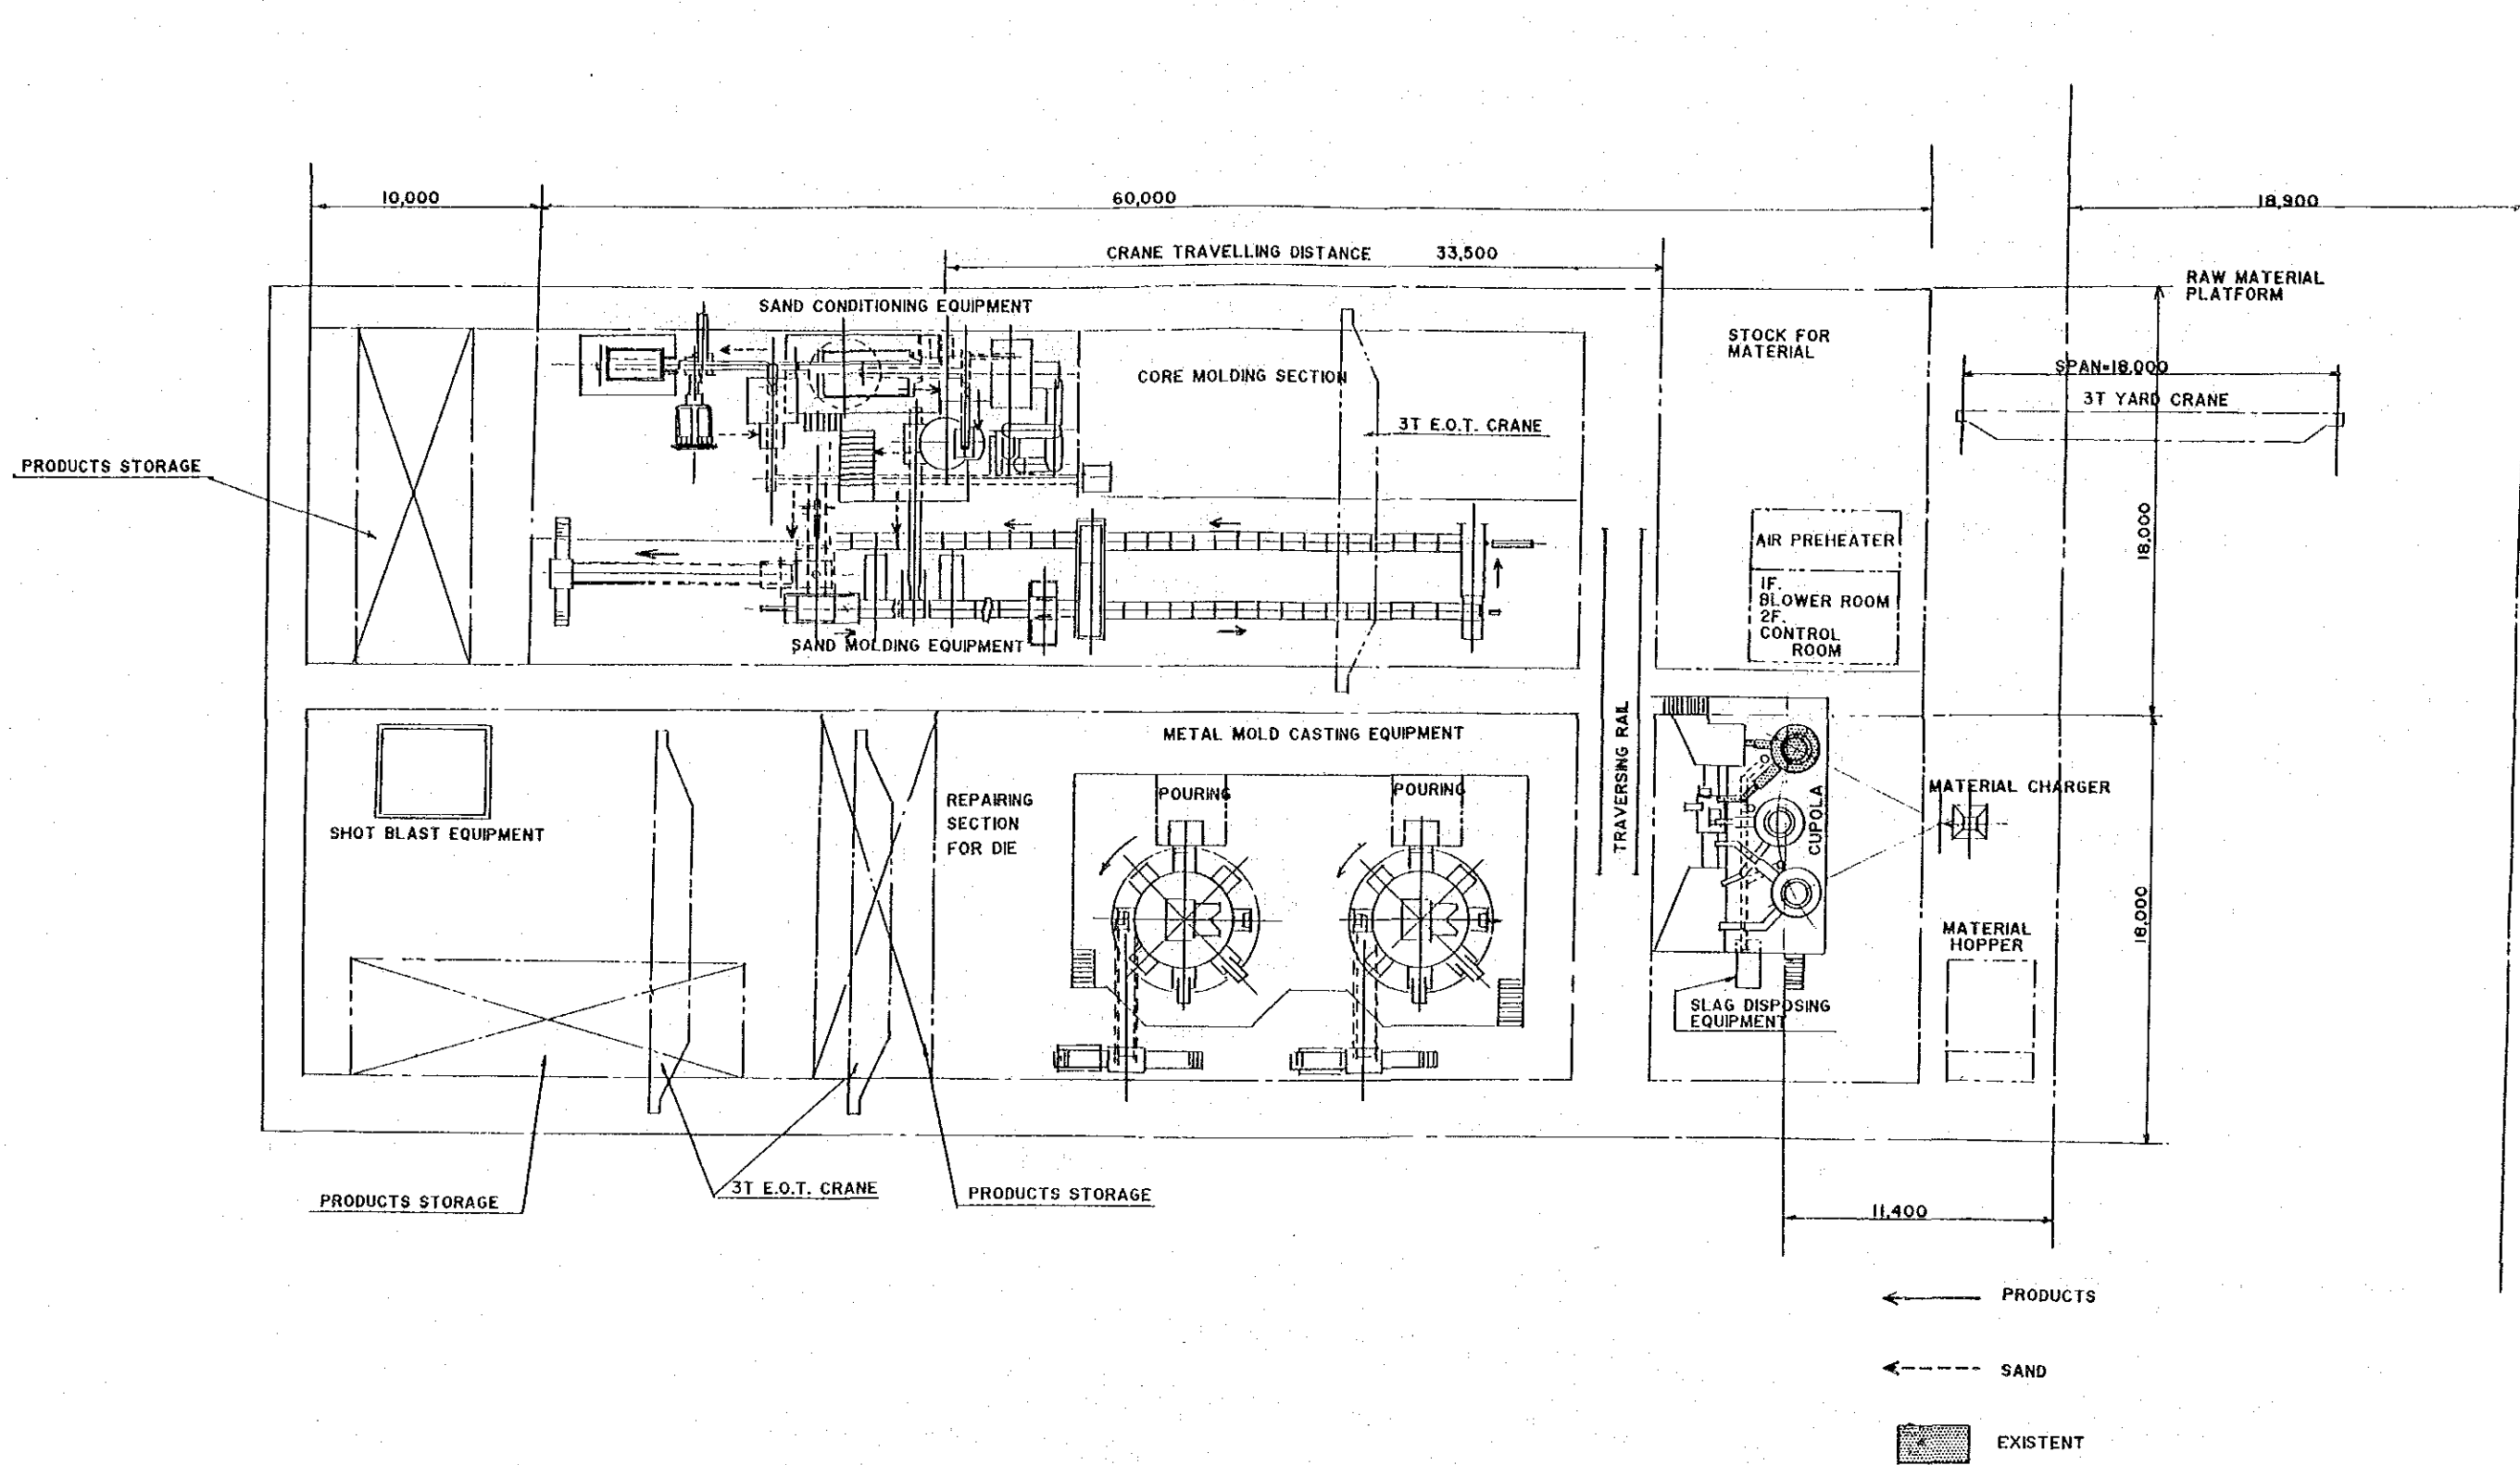 10,000
60,000
18,900
CRANE TRAVELLING DISTANCE 33,500
RAW MATERIAL
PLATFORM
SAND CONDITIONING EQUIPMENT
STOCK FOR
MATERIAL
CORE MOLDING SECTION
SPAN=18,000
3T YARD CRANE
3T E.O.T. CRANE
PRODUCTS STORAGE
18,000
AIR PREHEATER
1F.
BLOWER ROOM
2F.
CONTROL
ROOM
SAND MOLDING EQUIPMENT
METAL MOLD CASTING EQUIPMENT
TRAVERSING RAIL
POURING
POURING
REPAIRING
SECTION
FOR DIE
SHOT BLAST EQUIPMENT
CUPOLA
MATERIAL CHARGER
18,000
MATERIAL
HOPPER
SLAG DISPOSING
EQUIPMENT
PRODUCTS STORAGE
3T E.O.T. CRANE
PRODUCTS STORAGE
11,400
PRODUCTS
SAND
EXISTENT